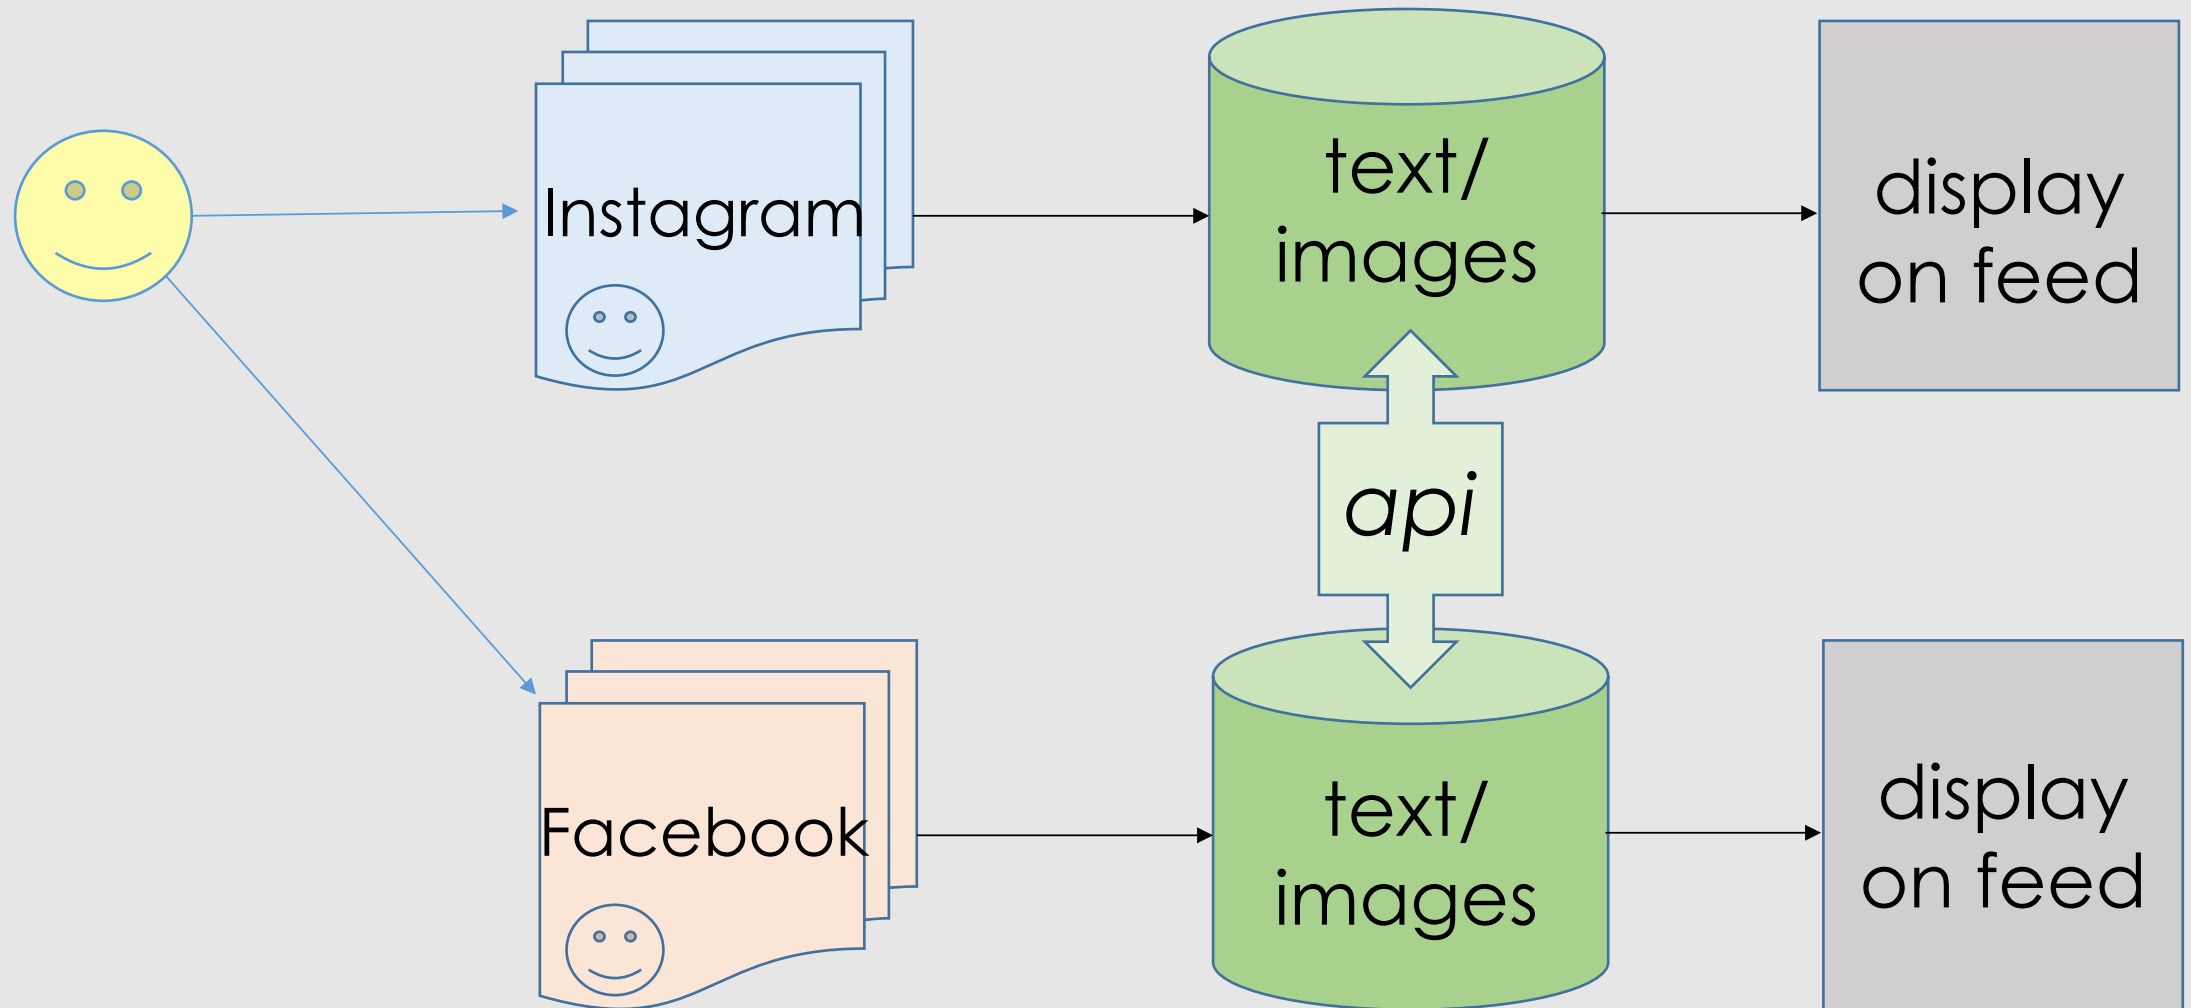 Instagram
text/
images
display
on feed
api
Facebook
text/
images
display
on feed